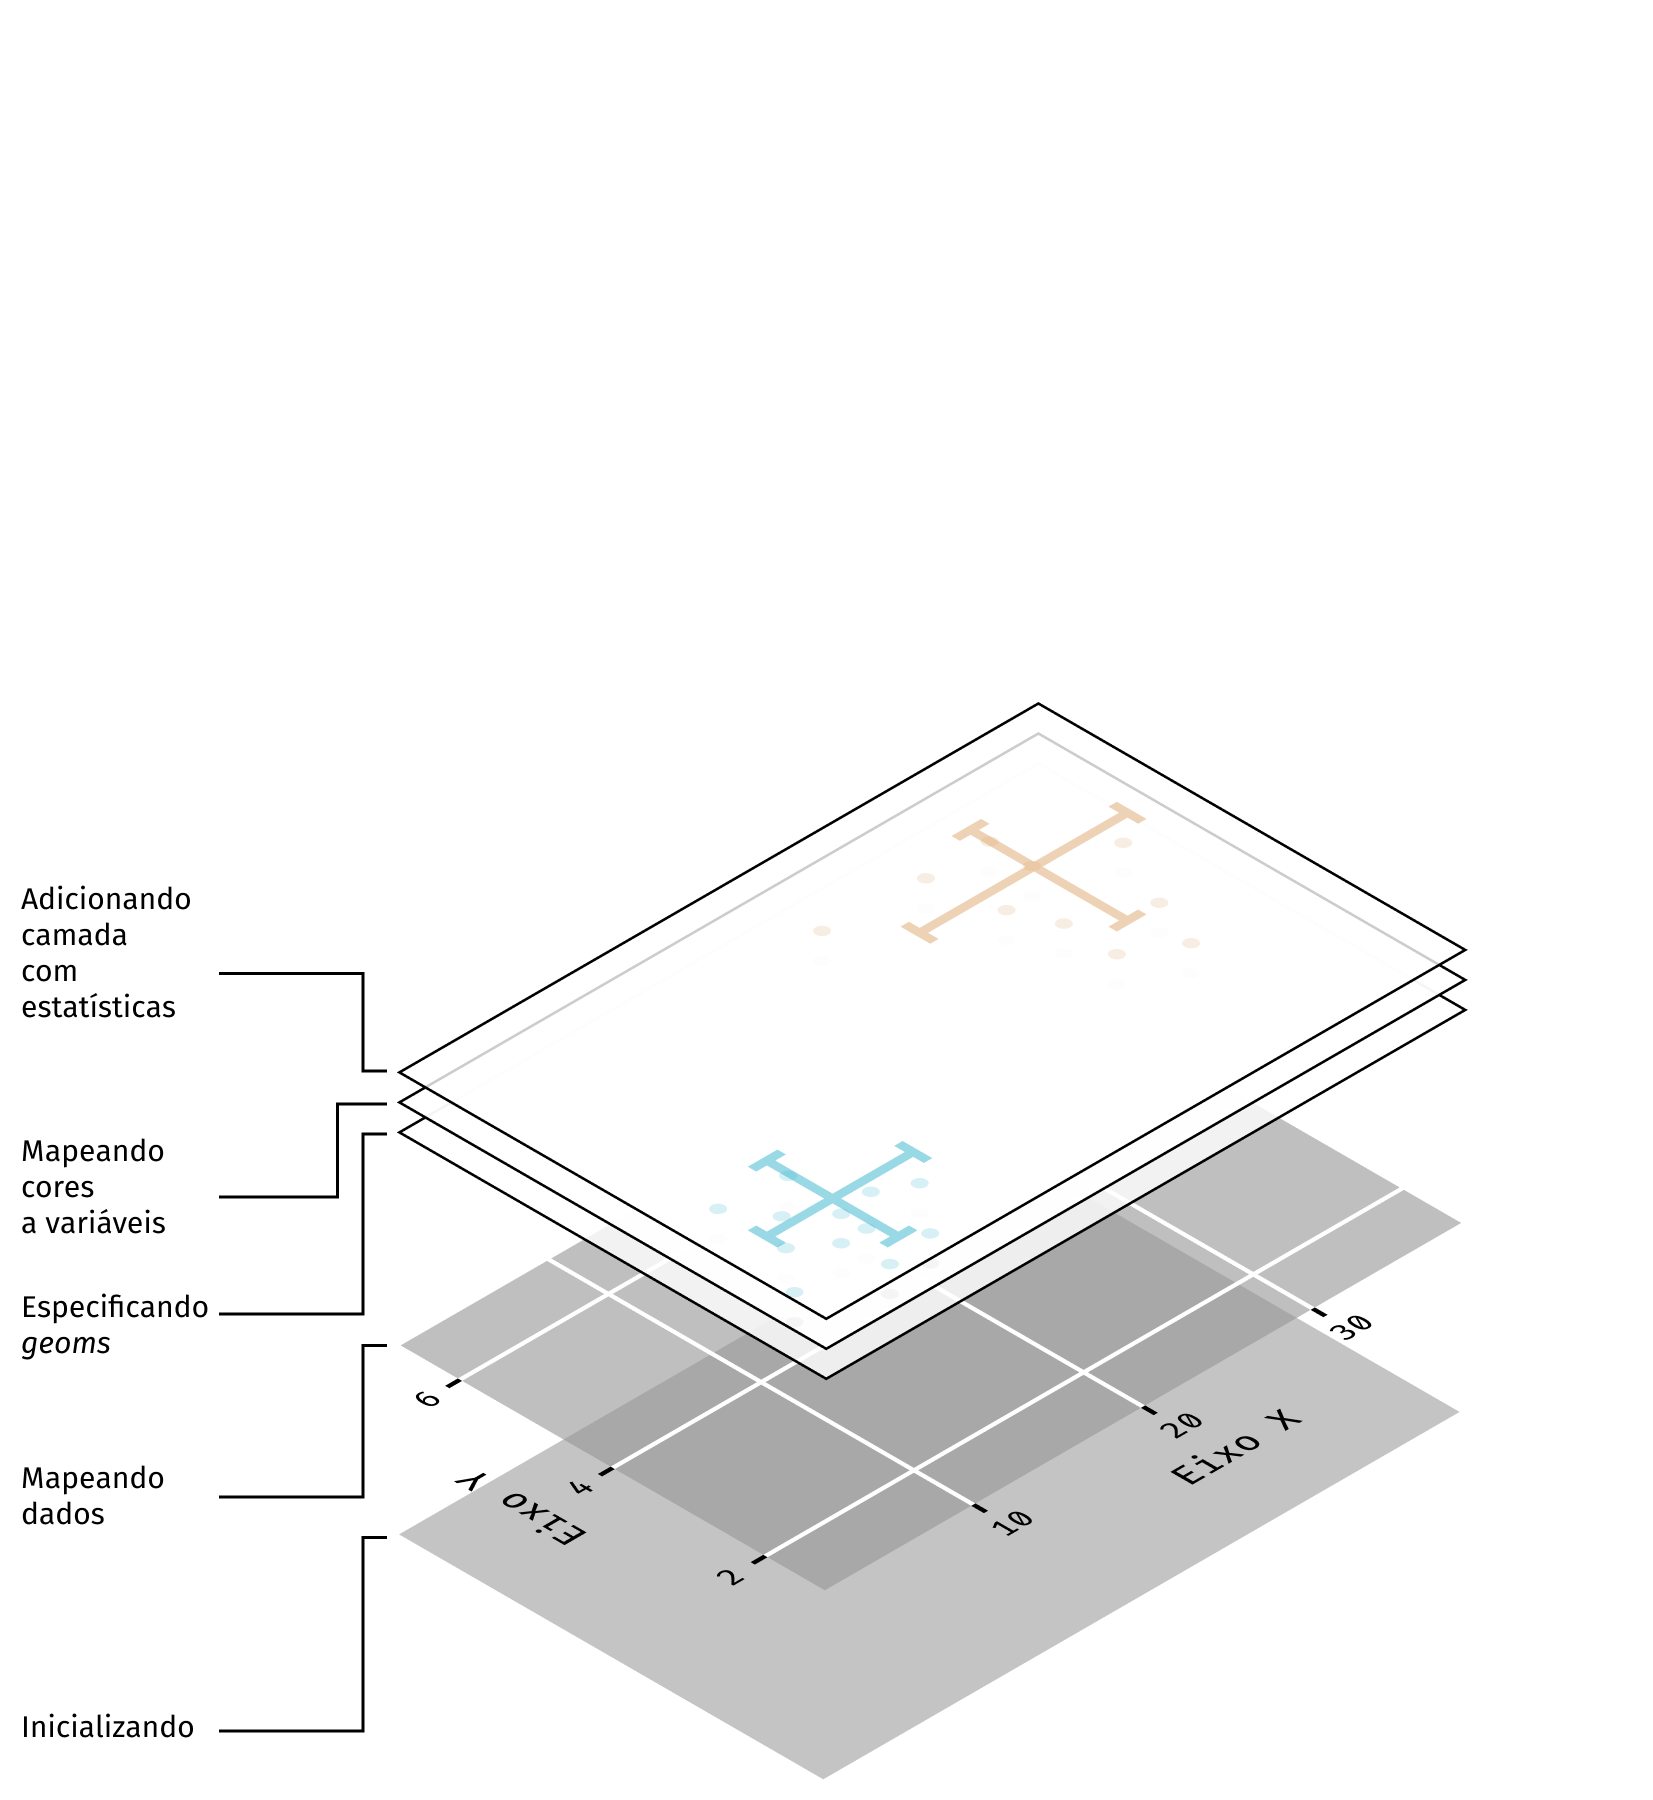 Adicionando
camada
com
estatísticas
Mapeando
cores
a variáveis
Especificando
geoms
Mapeando
dados
Inicializando
6
4
2
Eixo Y
10
20
30
Eixo X